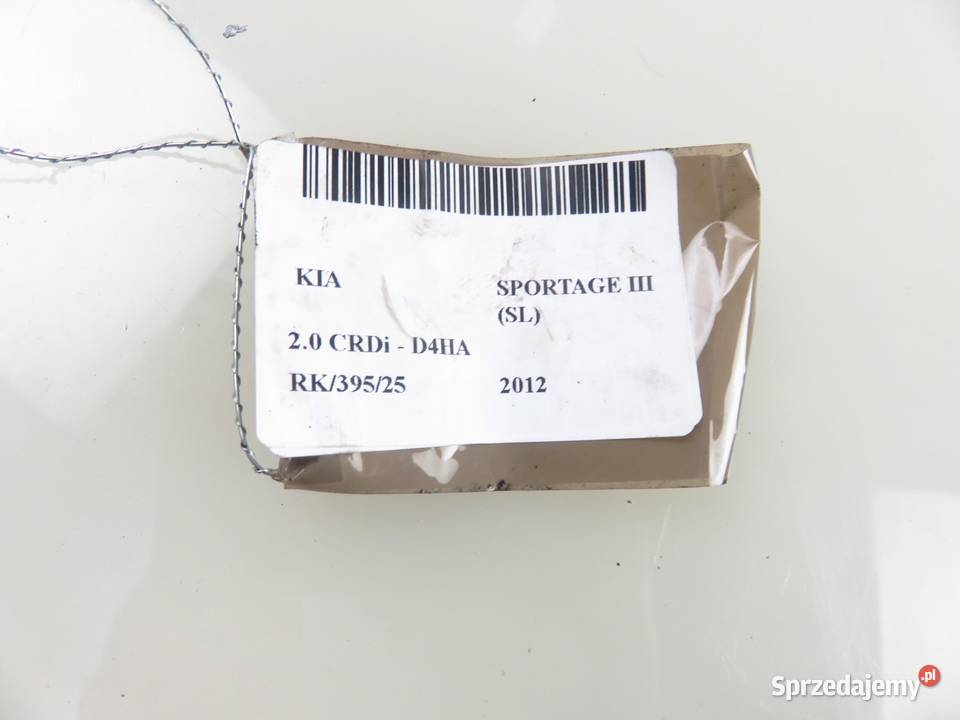 KIA SPORTAGE III
(SL)
2.0 CRDi - D4HA
RK/395/25 2012
Sprzedajemy.pl